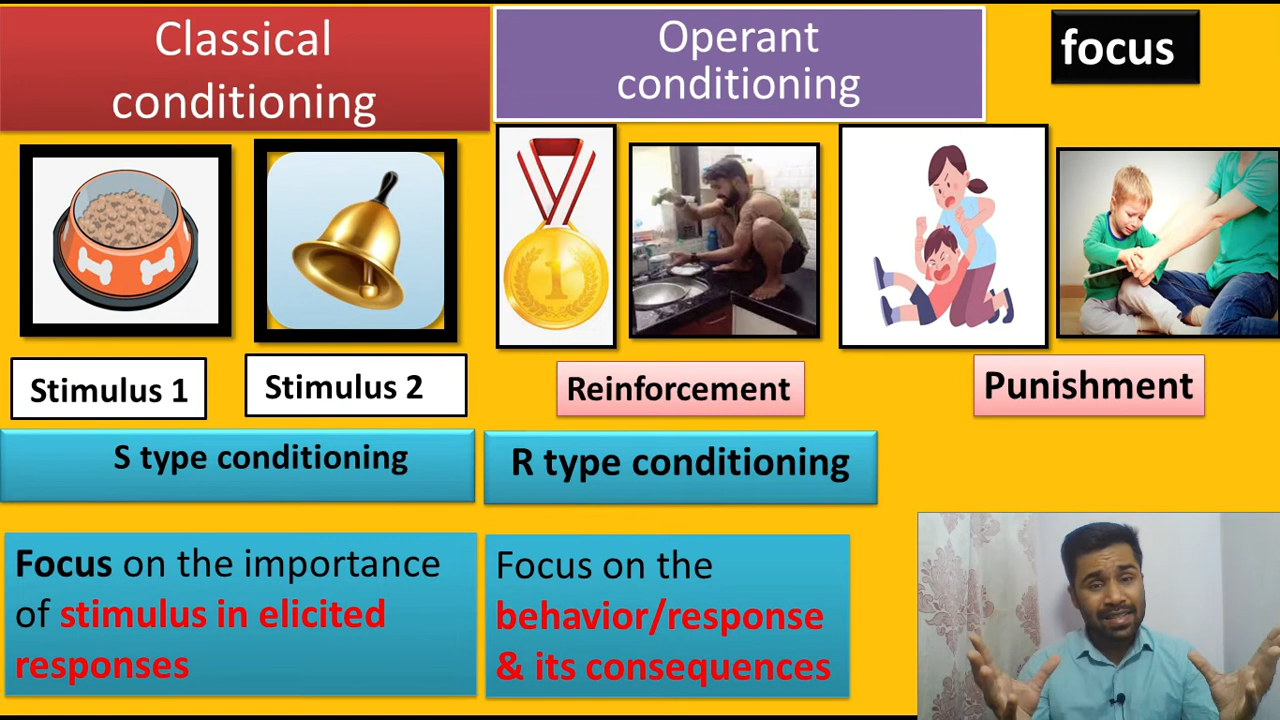 Classical
conditioning
Operant
conditioning
focus
1
Stimulus 1
Stimulus 2
Reinforcement
Punishment
S type conditioning
R type conditioning
Focus on the importance
of stimulus in elicited
responses
Focus on the
behavior/response
& its consequences